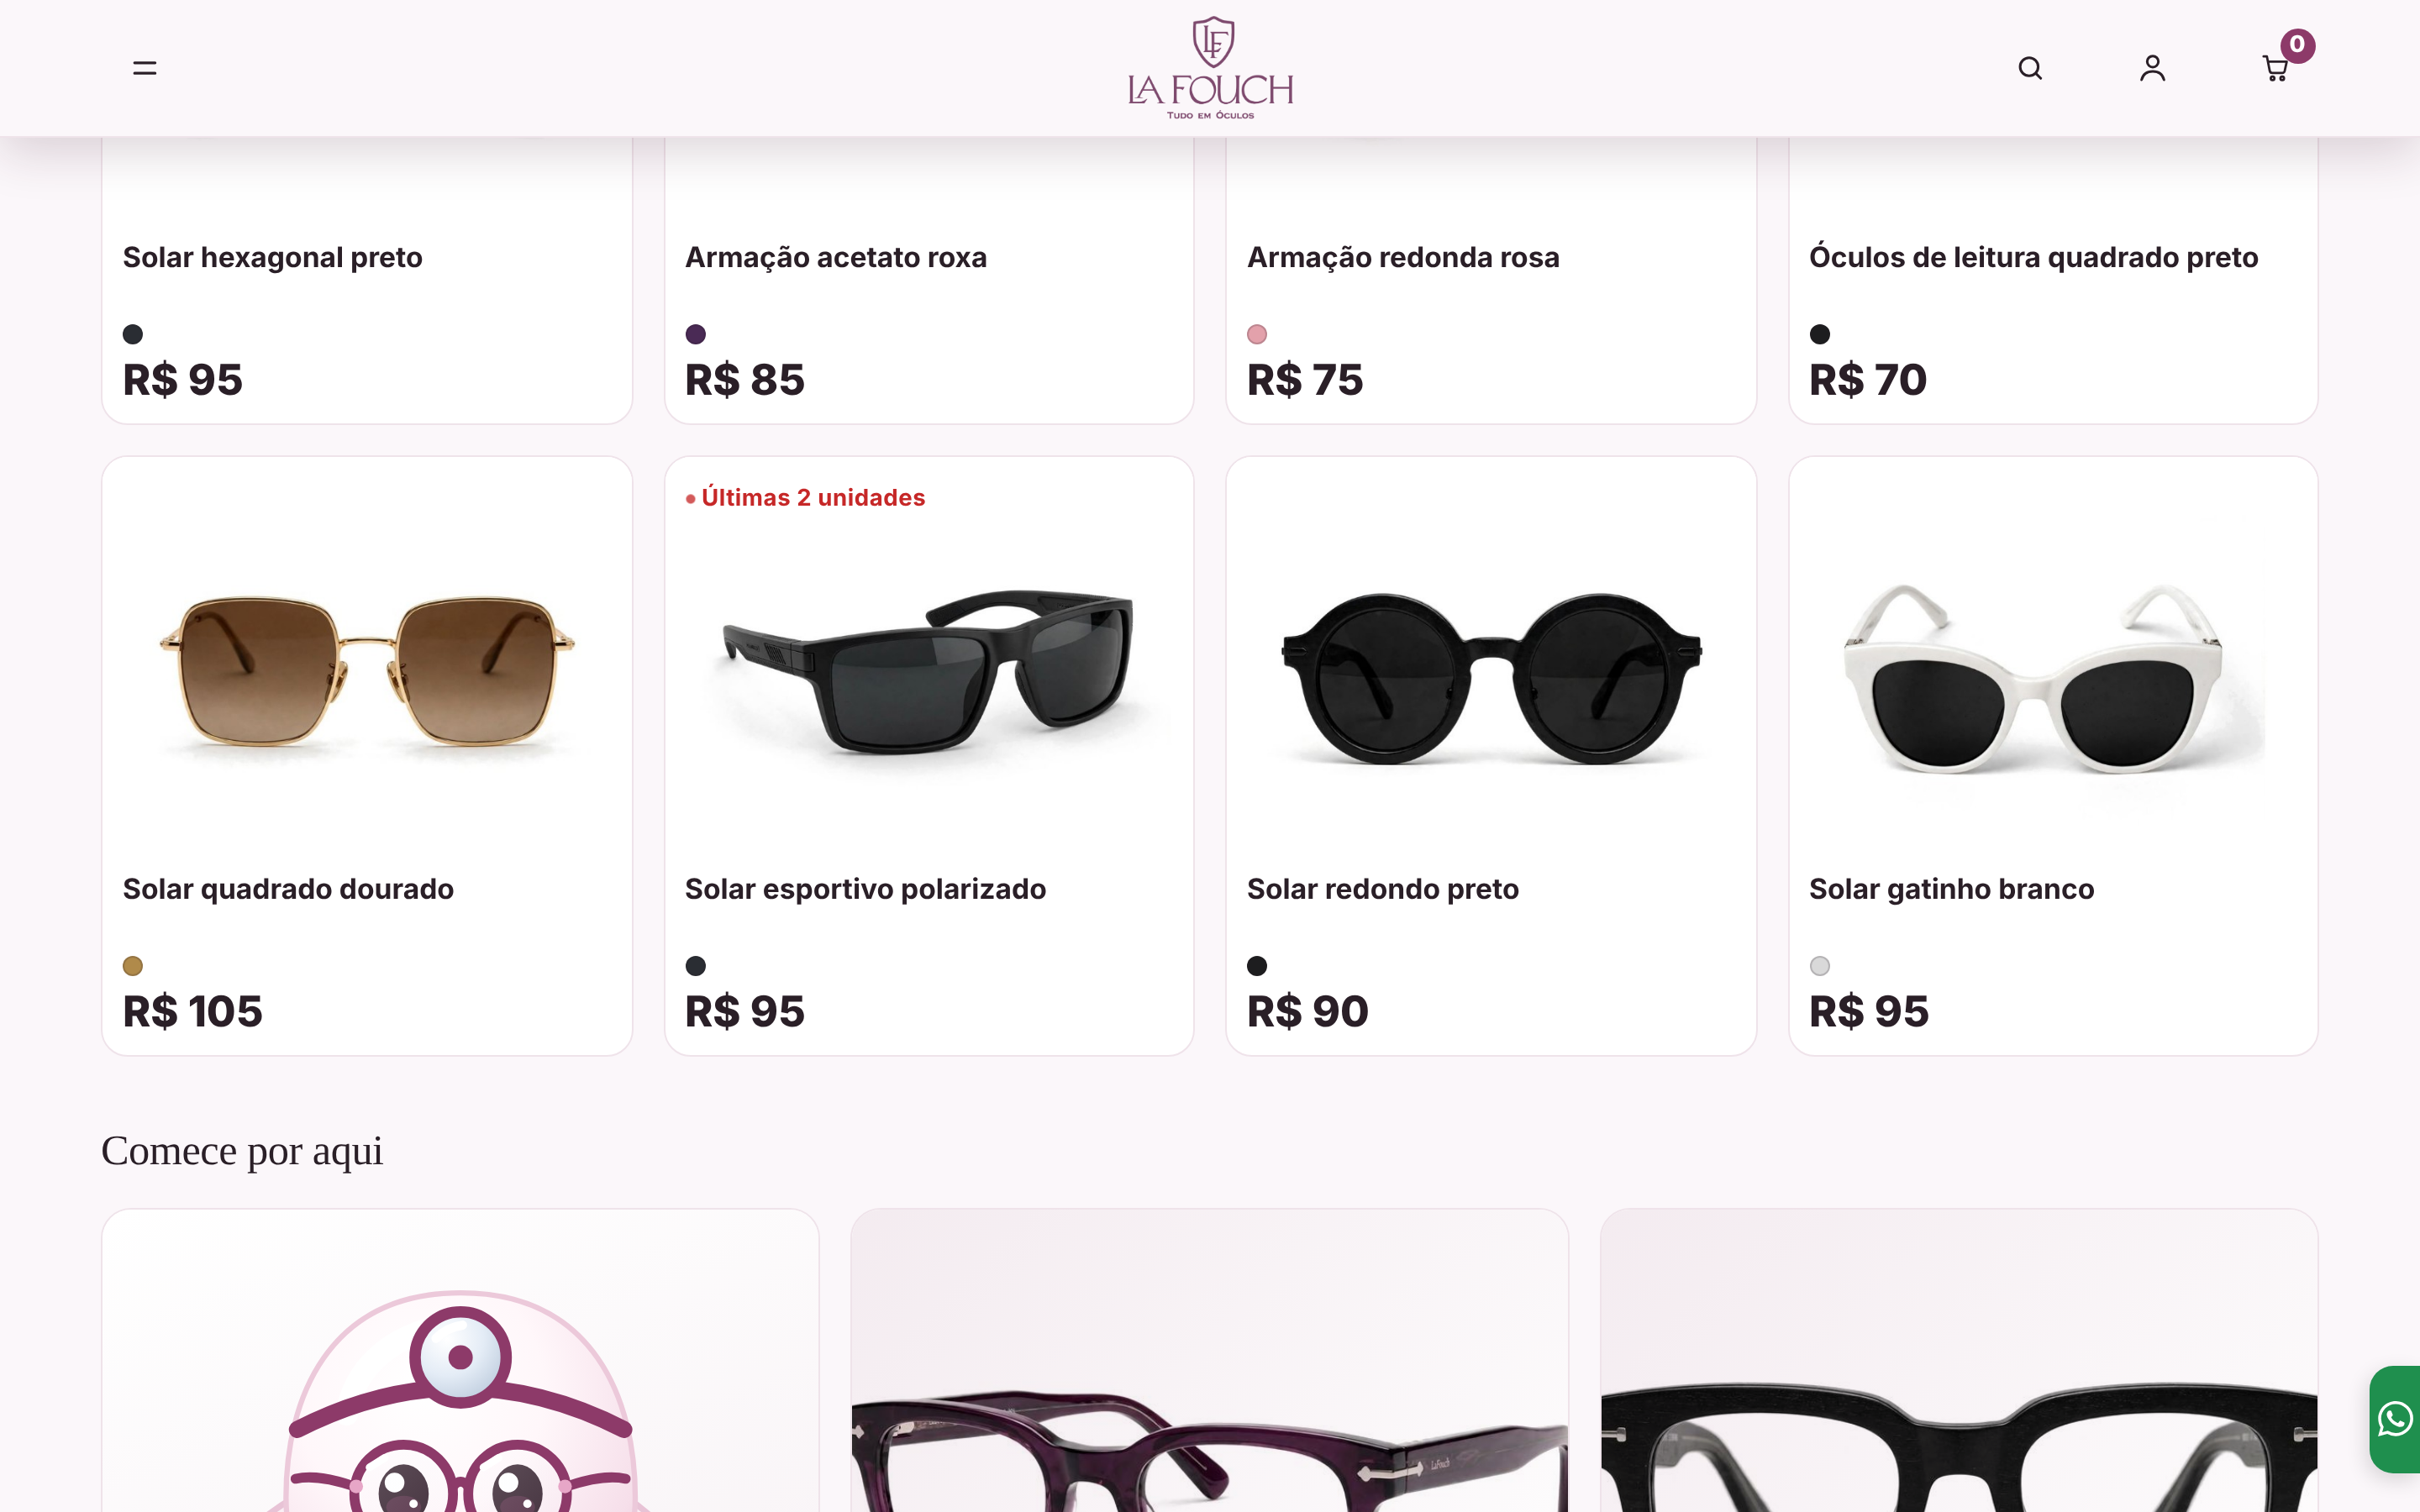 LF
LA FOUCH
TUDO EM ÓCULOS
0
Solar hexagonal preto
R$ 95
Armação acetato roxa
R$ 85
Armação redonda rosa
R$ 75
Óculos de leitura quadrado preto
R$ 70
Solar quadrado dourado
R$ 105
Últimas 2 unidades
Solar esportivo polarizado
R$ 95
Solar redondo preto
R$ 90
Solar gatinho branco
R$ 95
Comece por aqui
LaFouch